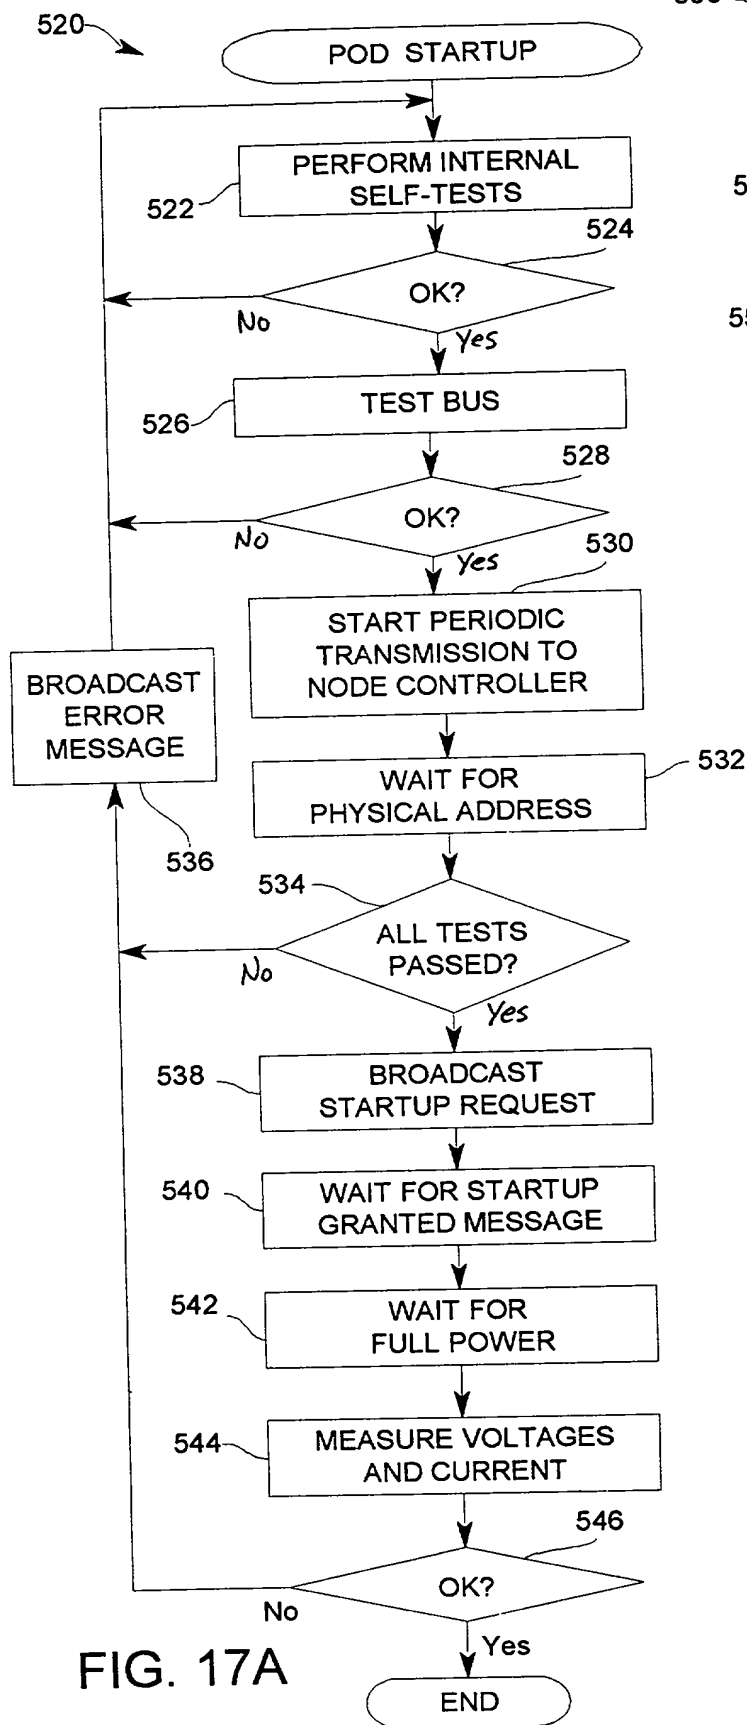 520
POD STARTUP
PERFORM INTERNAL
SELF-TESTS
522
524
OK?
No
Yes
TEST BUS
526
528
OK?
No
Yes
530
START PERIODIC
TRANSMISSION TO
NODE CONTROLLER
BROADCAST
ERROR
MESSAGE
536
WAIT FOR
PHYSICAL ADDRESS
532
534
ALL TESTS
PASSED?
No
Yes
538
BROADCAST
STARTUP REQUEST
540
WAIT FOR STARTUP
GRANTED MESSAGE
542
WAIT FOR
FULL POWER
544
MEASURE VOLTAGES
AND CURRENT
546
OK?
No
Yes
END
FIG. 17A